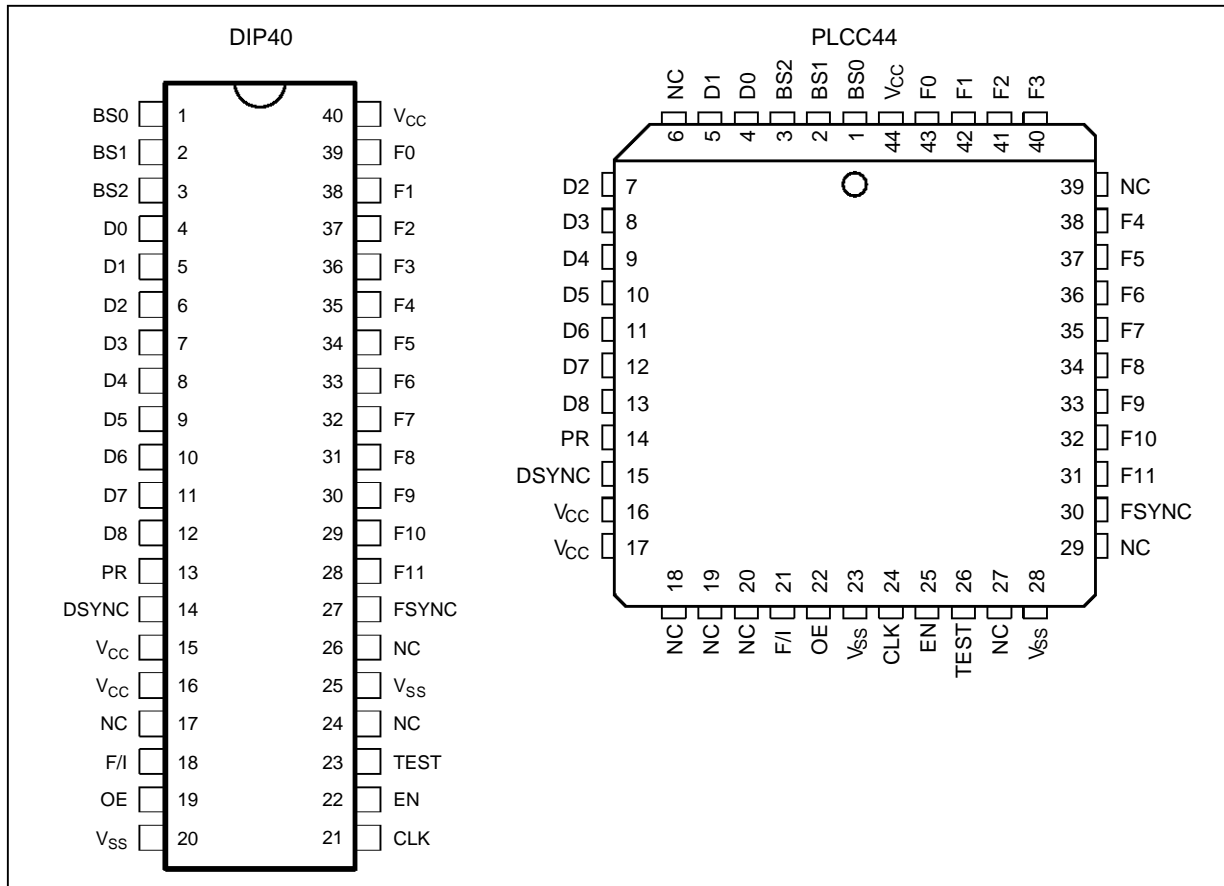 DIP40
BS0 1 40 VCC
BS1 2 39 F0
BS2 3 38 F1
D0 4 37 F2
D1 5 36 F3
D2 6 35 F4
D3 7 34 F5
D4 8 33 F6
D5 9 32 F7
D6 10 31 F8
D7 11 30 F9
D8 12 29 F10
PR 13 28 F11
DSYNC 14 27 FSYNC
VCC 15 26 NC
VCC 16 25 VSS
NC 17 24 NC
F/I 18 23 TEST
OE 19 22 EN
VSS 20 21 CLK
PLCC44
NC D1 D0 BS2 BS1 BS0 VCC F0 F1 F2 F3
6 5 4 3 2 1 44 43 42 41 40
D2 7 39 NC
D3 8 38 F4
D4 9 37 F5
D5 10 36 F6
D6 11 35 F7
D7 12 34 F8
D8 13 33 F9
PR 14 32 F10
DSYNC 15 31 F11
VCC 16 30 FSYNC
VCC 17 29 NC
18 19 20 21 22 23 24 25 26 27 28
NC NC NC F/I OE VSS CLK EN TEST NC VSS